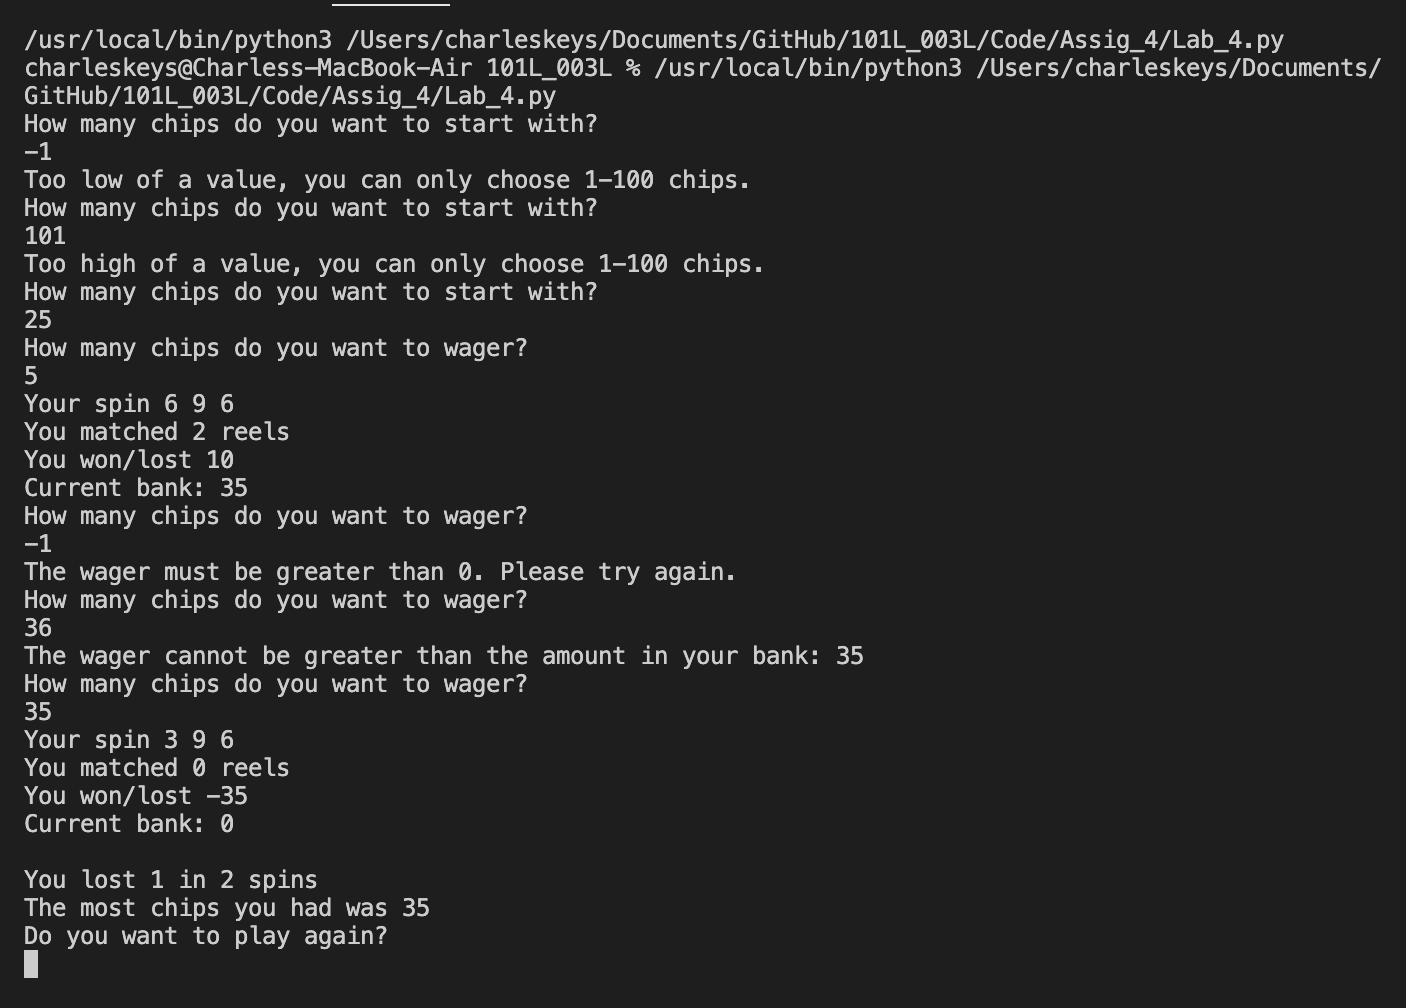 /usr/local/bin/python3 /Users/charleskeys/Documents/GitHub/101L_003L/Code/Assig_4/Lab_4.py
charleskeys@Charless-MacBook-Air 101L_003L % /usr/local/bin/python3 /Users/charleskeys/Documents/
GitHub/101L_003L/Code/Assig_4/Lab_4.py
How many chips do you want to start with?
-1
Too low of a value, you can only choose 1-100 chips.
How many chips do you want to start with?
101
Too high of a value, you can only choose 1-100 chips.
How many chips do you want to start with?
25
How many chips do you want to wager?
5
Your spin 6 9 6
You matched 2 reels
You won/lost 10
Current bank: 35
How many chips do you want to wager?
-1
The wager must be greater than 0. Please try again.
How many chips do you want to wager?
36
The wager cannot be greater than the amount in your bank: 35
How many chips do you want to wager?
35
Your spin 3 9 6
You matched 0 reels
You won/lost -35
Current bank: 0
You lost 1 in 2 spins
The most chips you had was 35
Do you want to play again?